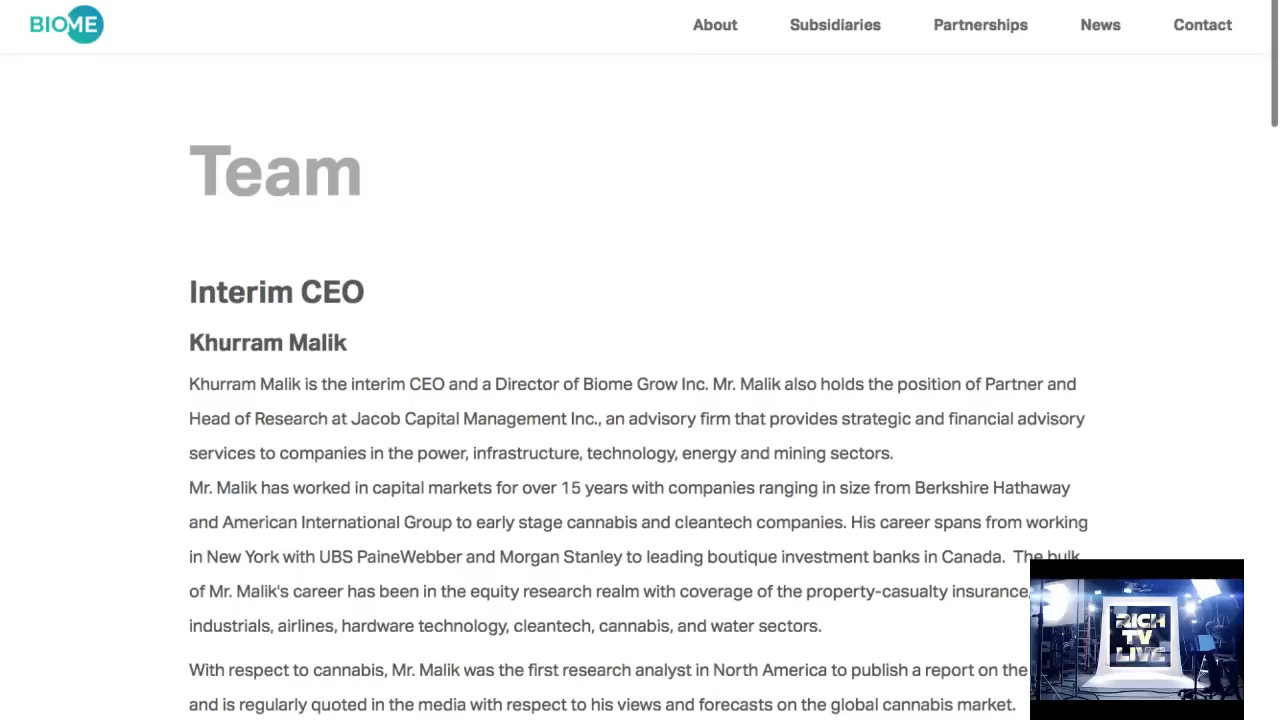 BIOME
About Subsidiaries Partnerships News Contact
Team
Interim CEO
Khurram Malik
Khurram Malik is the interim CEO and a Director of Biome Grow Inc. Mr. Malik also holds the position of Partner and
Head of Research at Jacob Capital Management Inc., an advisory firm that provides strategic and financial advisory
services to companies in the power, infrastructure, technology, energy and mining sectors.
Mr. Malik has worked in capital markets for over 15 years with companies ranging in size from Berkshire Hathaway
and American International Group to early stage cannabis and cleantech companies. His career spans from working
in New York with UBS PaineWebber and Morgan Stanley to leading boutique investment banks in Canada. The bulk
of Mr. Malik's career has been in the equity research realm with coverage of the property-casualty insurance,
industrials, airlines, hardware technology, cleantech, cannabis, and water sectors.
With respect to cannabis, Mr. Malik was the first research analyst in North America to publish a report on the
and is regularly quoted in the media with respect to his views and forecasts on the global cannabis market.
RICH
TV
LIVE